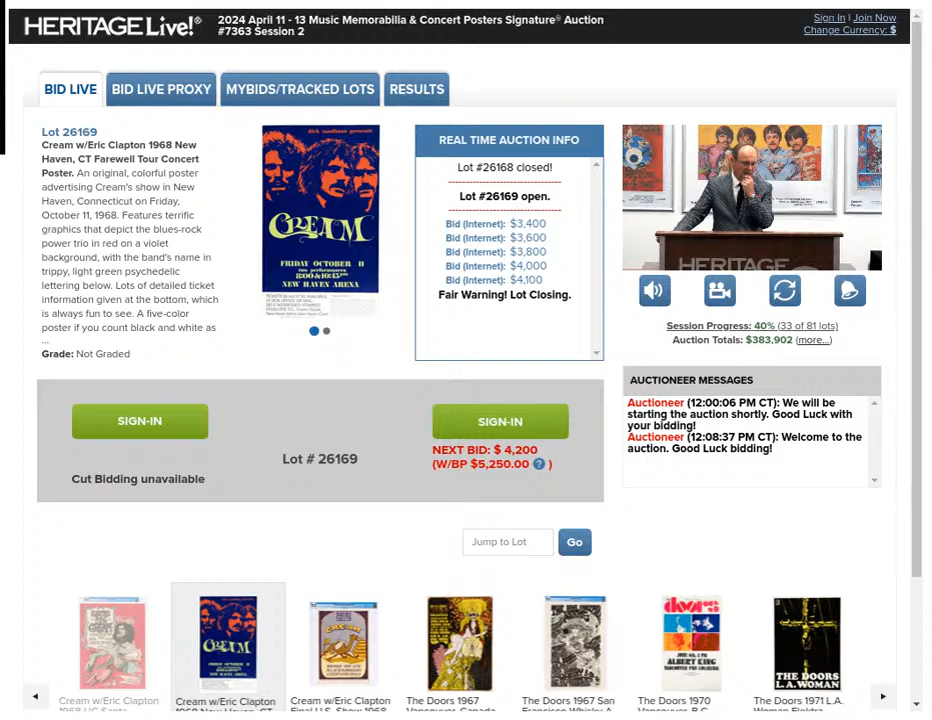 HERITAGE Live!®
2024 April 11 - 13 Music Memorabilia & Concert Posters Signature® Auction
#7363 Session 2
Sign In | Join Now
Change Currency: $
BID LIVE
BID LIVE PROXY
MYBIDS/TRACKED LOTS
RESULTS
Lot 26169
Cream w/Eric Clapton 1968 New
Haven, CT Farewell Tour Concert
Poster. An original, colorful poster
advertising Cream's show in New
Haven, Connecticut on Friday,
October 11, 1968. Features terrific
graphics that depict the blues-rock
power trio in red on a violet
background, with the band's name in
trippy, light green psychedelic
lettering below. Lots of detailed ticket
information given at the bottom, which
is always fun to see. A five-color
poster if you count black and white as
...
Grade: Not Graded
CREAM
FRIDAY OCTOBER 11
two performances
8:00 & 10:15 pm
NEW HAVEN ARENA
REAL TIME AUCTION INFO
Lot #26168 closed!
Lot #26169 open.
Bid (Internet): $3,400
Bid (Internet): $3,600
Bid (Internet): $3,800
Bid (Internet): $4,000
Bid (Internet): $4,100
Fair Warning! Lot Closing.
HERITAGE
Session Progress: 40% (33 of 81 lots)
Auction Totals: $383,902 (more...)
AUCTIONEER MESSAGES
Auctioneer (12:00:06 PM CT): We will be
starting the auction shortly. Good Luck with
your bidding!
Auctioneer (12:08:37 PM CT): Welcome to the
auction. Good Luck bidding!
SIGN-IN
Cut Bidding unavailable
Lot # 26169
SIGN-IN
NEXT BID: $ 4,200
(W/BP $5,250.00 ? )
Jump to Lot
Go
CREAM
CREAM
doors
ALBERT KING
THE DOORS
L.A. WOMAN
Cream w/Eric Clapton
Cream w/Eric Clapton
Cream w/Eric Clapton
The Doors 1967
The Doors 1967 San
The Doors 1970
The Doors 1971 L.A.